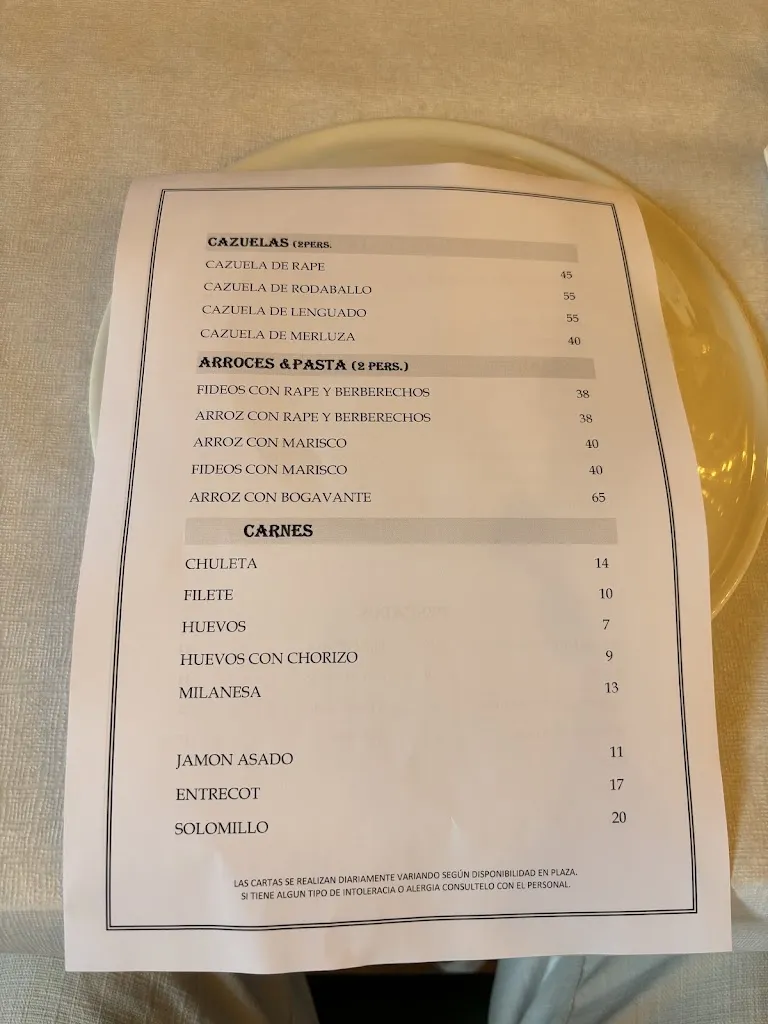 CAZUELAS (2PERS.
CAZUELA DE RAPE 45
CAZUELA DE RODABALLO 55
CAZUELA DE LENGUADO 55
CAZUELA DE MERLUZA 40
ARROCES &PASTA (2 PERS.)
FIDEOS CON RAPE Y BERBERECHOS 38
ARROZ CON RAPE Y BERBERECHOS 38
ARROZ CON MARISCO 40
FIDEOS CON MARISCO 40
ARROZ CON BOGAVANTE 65
CARNES
CHULETA 14
FILETE 10
HUEVOS 7
HUEVOS CON CHORIZO 9
MILANESA 13
JAMON ASADO 11
ENTRECOT 17
SOLOMILLO 20
LAS CARTAS SE REALIZAN DIARIAMENTE VARIANDO SEGÚN DISPONIBILIDAD EN PLAZA.
SI TIENE ALGUN TIPO DE INTOLERACIA O ALERGIA CONSULTELO CON EL PERSONAL.